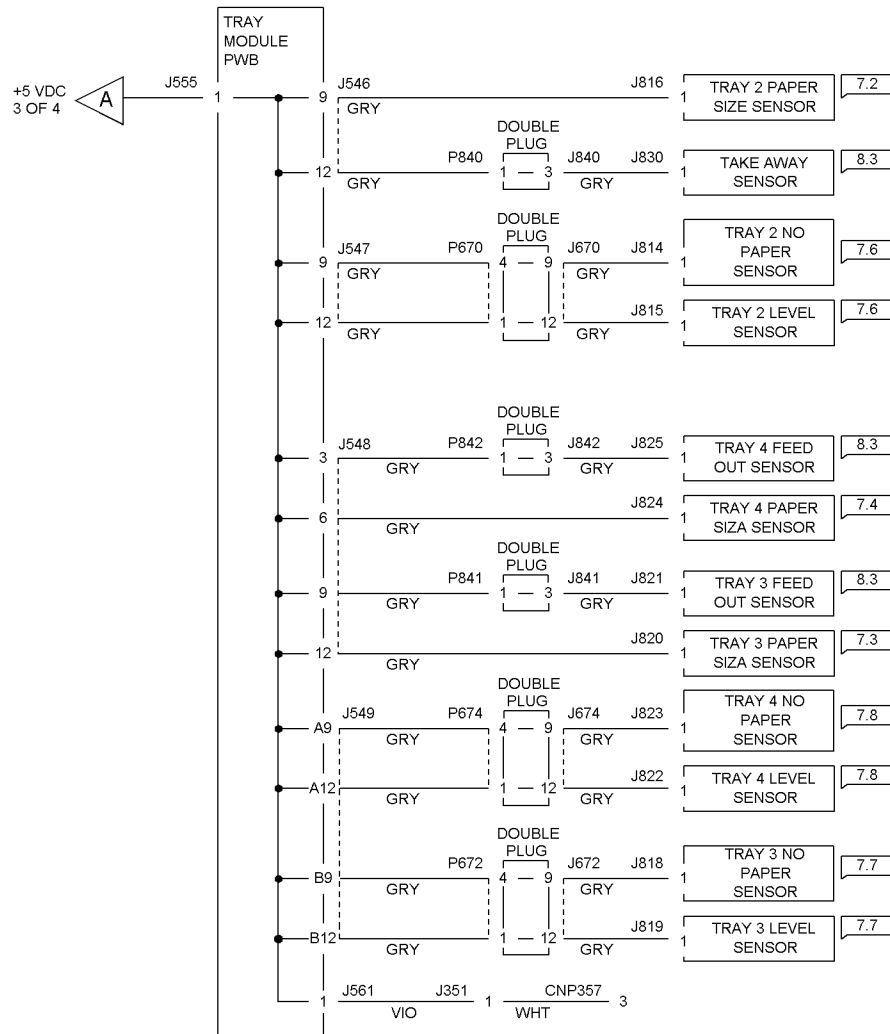 TRAY
MODULE
PWB
+5 VDC
3 OF 4
A
J555
1
9
J546
GRY
J816
1
TRAY 2 PAPER
SIZE SENSOR
7.2
DOUBLE
PLUG
12
GRY
P840
1
3
J840
GRY
J830
1
TAKE AWAY
SENSOR
8.3
DOUBLE
PLUG
9
J547
GRY
P670
4
9
J670
GRY
J814
1
TRAY 2 NO
PAPER
SENSOR
7.6
12
GRY
1
12
GRY
J815
1
TRAY 2 LEVEL
SENSOR
7.6
DOUBLE
PLUG
3
J548
GRY
P842
1
3
J842
GRY
J825
1
TRAY 4 FEED
OUT SENSOR
8.3
6
GRY
J824
1
TRAY 4 PAPER
SIZA SENSOR
7.4
DOUBLE
PLUG
9
GRY
P841
1
3
J841
GRY
J821
1
TRAY 3 FEED
OUT SENSOR
8.3
12
GRY
J820
1
TRAY 3 PAPER
SIZA SENSOR
7.3
DOUBLE
PLUG
A9
J549
GRY
P674
4
9
J674
GRY
J823
1
TRAY 4 NO
PAPER
SENSOR
7.8
A12
GRY
1
12
GRY
J822
1
TRAY 4 LEVEL
SENSOR
7.8
DOUBLE
PLUG
B9
GRY
P672
4
9
J672
GRY
J818
1
TRAY 3 NO
PAPER
SENSOR
7.7
B12
GRY
1
12
GRY
J819
1
TRAY 3 LEVEL
SENSOR
7.7
1
J561
VIO
J351
1
WHT
CNP357
3